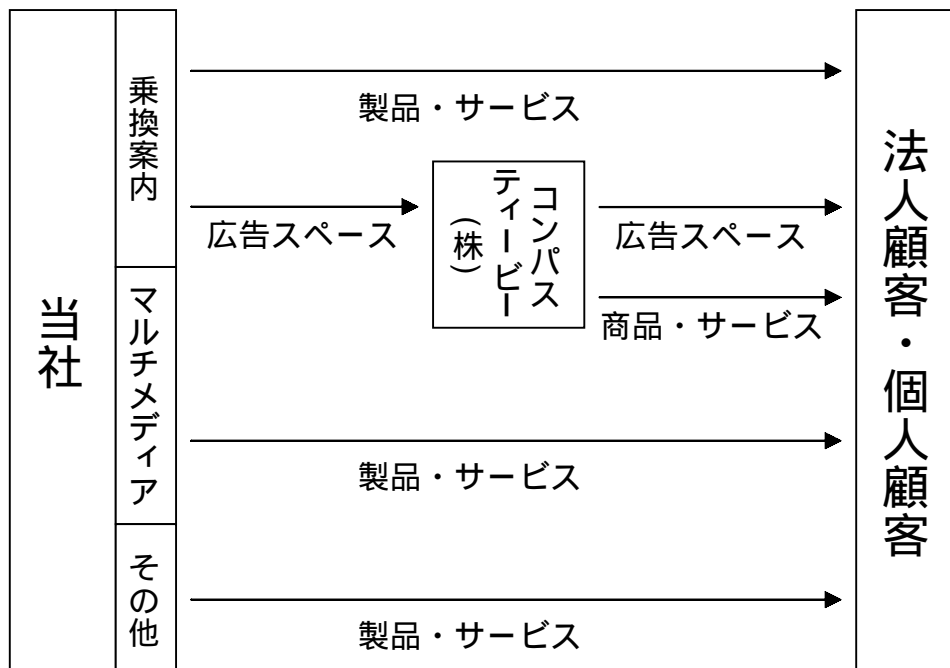 当社
乗換案内
マルチメディア
その他
製品・サービス
広告スペース
コンパス
ティービー
(株)
広告スペース
商品・サービス
製品・サービス
製品・サービス
法人顧客・個人顧客